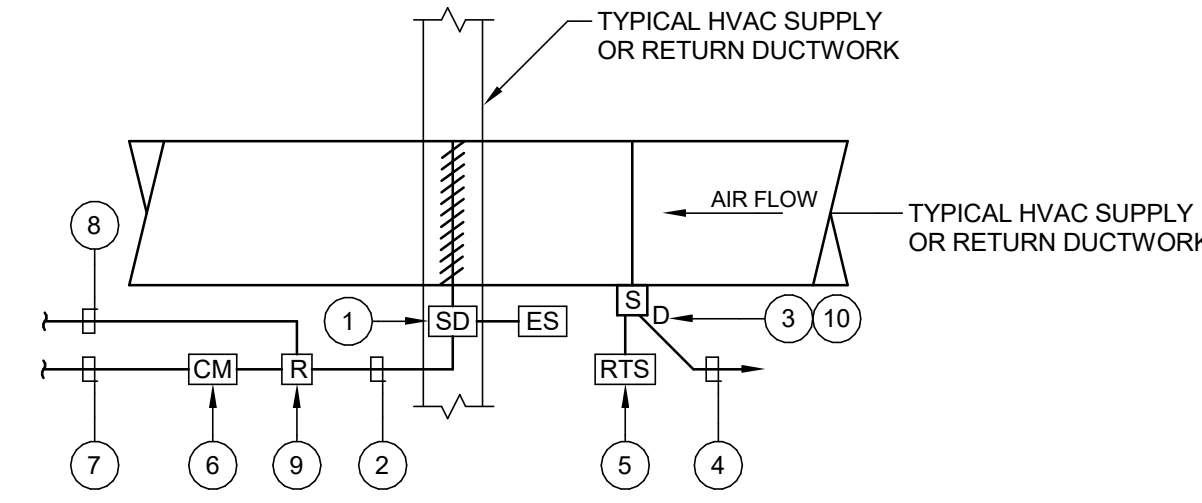 TYPICAL HVAC SUPPLY
OR RETURN DUCTWORK
AIR FLOW
TYPICAL HVAC SUPPLY
OR RETURN DUCTWORK
8
1
SD
ES
S
D
3
10
CM
R
RTS
7
6
9
2
5
4